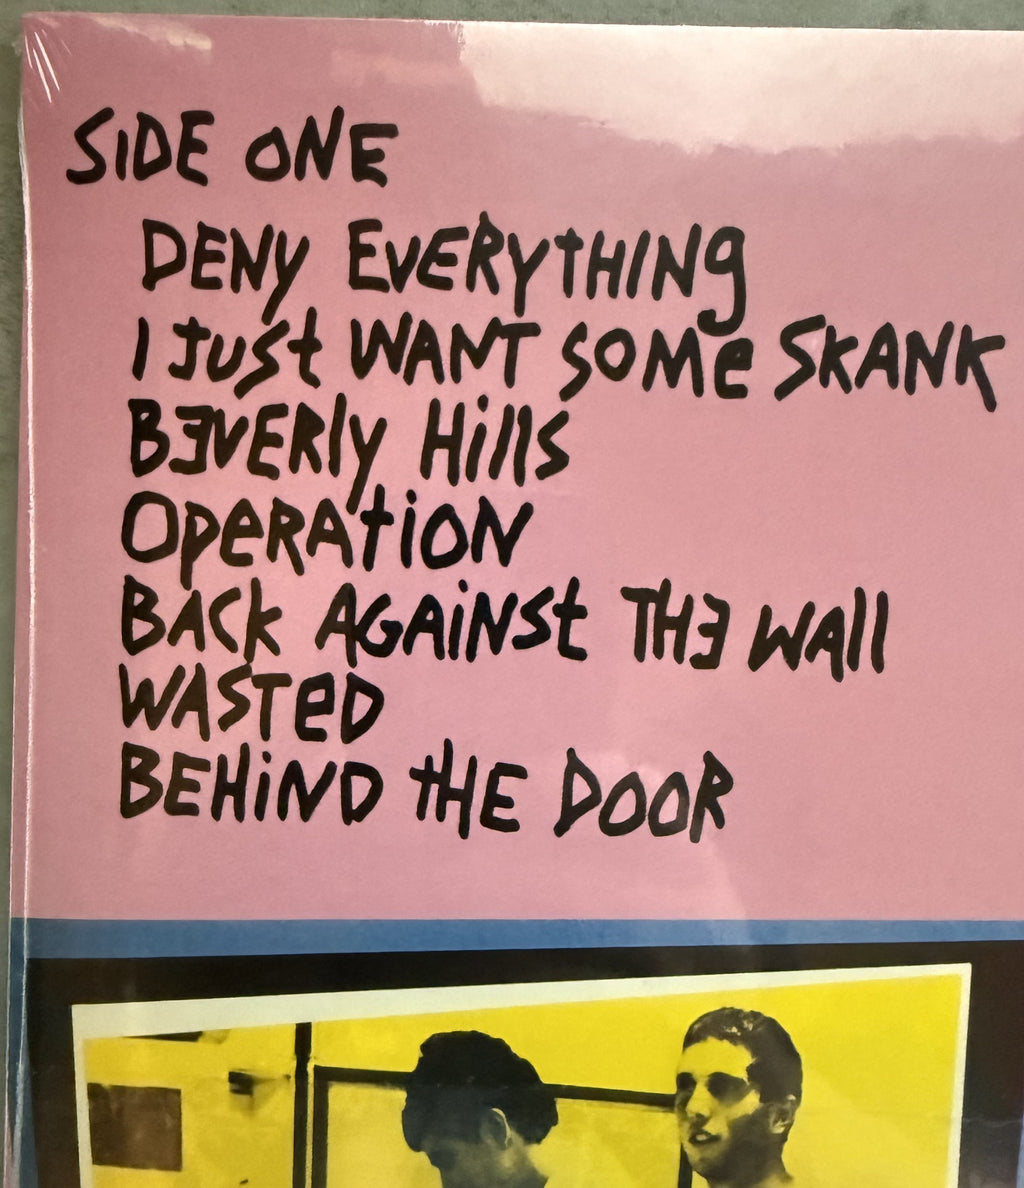 SiDE ONE
DENy EVERytHING
I Just WANT SOMe SKANK
BEVERly Hills
OpeRAtiON
BACK AGAiNSt THE WAll
WASTeD
BEHiND tHE DOOR